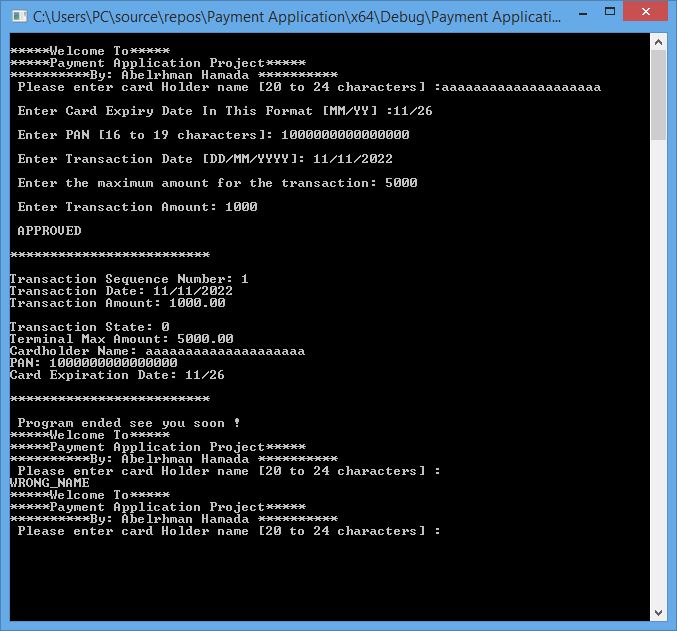 C:\Users\PC\source\repos\Payment Application\x64\Debug\Payment Applicati...
*****Welcome To*****
*****Payment Application Project*****
**********By: Abelrhman Hamada **********
Please enter card Holder name [20 to 24 characters] :aaaaaaaaaaaaaaaaaaaa
Enter Card Expiry Date In This Format [MM/YY] :11/26
Enter PAN [16 to 19 characters]: 1000000000000000
Enter Transaction Date [DD/MM/YYYY]: 11/11/2022
Enter the maximum amount for the transaction: 5000
Enter Transaction Amount: 1000
APPROVED
*************************
Transaction Sequence Number: 1
Transaction Date: 11/11/2022
Transaction Amount: 1000.00
Transaction State: 0
Terminal Max Amount: 5000.00
Cardholder Name: aaaaaaaaaaaaaaaaaaaa
PAN: 1000000000000000
Card Expiration Date: 11/26
*************************
Program ended see you soon !
*****Welcome To*****
*****Payment Application Project*****
**********By: Abelrhman Hamada **********
Please enter card Holder name [20 to 24 characters] :
WRONG_NAME
*****Welcome To*****
*****Payment Application Project*****
**********By: Abelrhman Hamada **********
Please enter card Holder name [20 to 24 characters] :